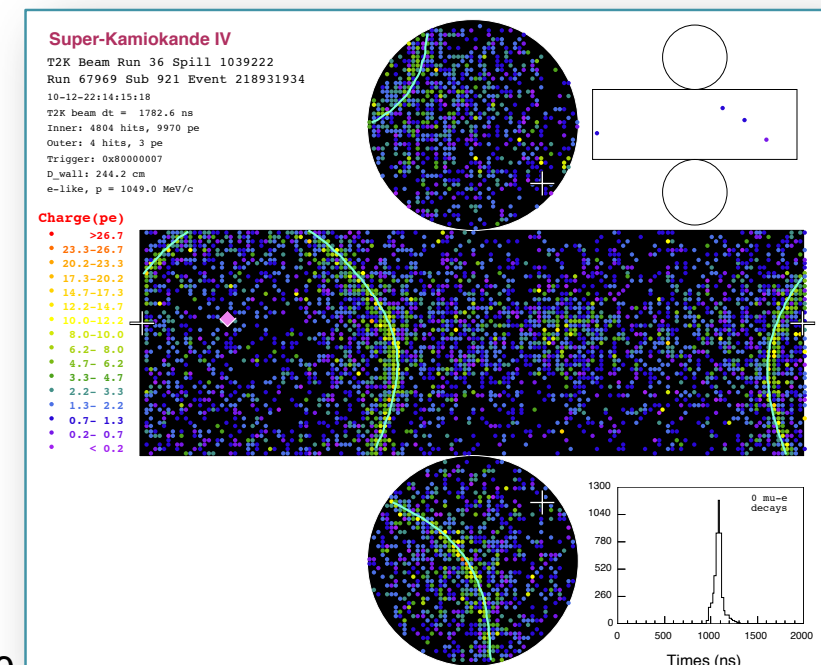 Super-Kamiokande IV
T2K Beam Run 36 Spill 1039222
Run 67969 Sub 921 Event 218931934
10-12-22:14:15:18
T2K beam dt = 1782.6 ns
Inner: 4804 hits, 9970 pe
Outer: 4 hits, 3 pe
Trigger: 0x80000007
D_wall: 244.2 cm
e-like, p = 1049.0 MeV/c
Charge(pe)
>26.7
23.3-26.7
20.2-23.3
17.3-20.2
14.7-17.3
12.2-14.7
10.0-12.2
8.0-10.0
6.2- 8.0
4.7- 6.2
3.3- 4.7
2.2- 3.3
1.3- 2.2
0.7- 1.3
0.2- 0.7
< 0.2
1300
1040
780
520
260
0
0 mu-e
decays
0 500 1000 1500 2000
Times (ns)